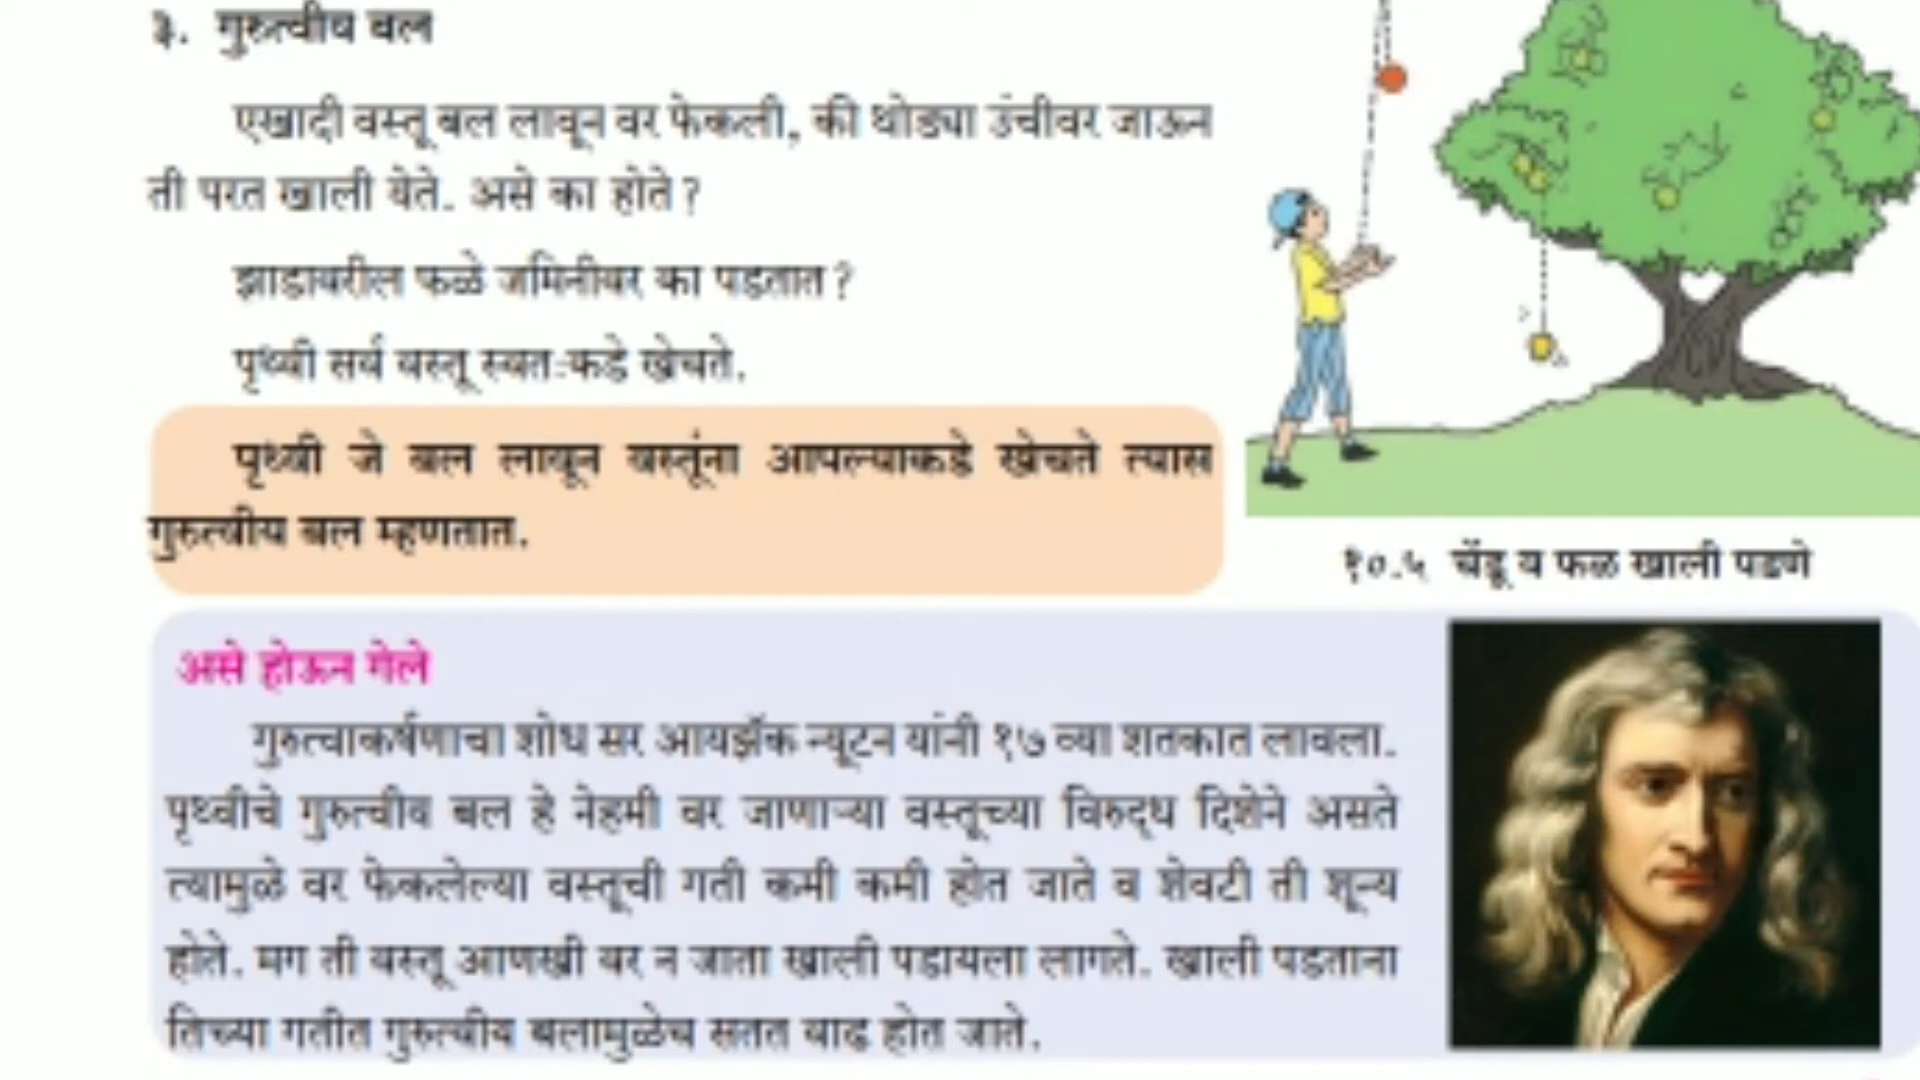 ३. गुरुत्वीय बल
एखादी वस्तू बल लावून वर फेकली, की थोड्या उंचीवर जाऊन
ती परत खाली येते. असे का होते?
झाडावरील फळे जमिनीवर का पडतात?
पृथ्वी सर्व वस्तू स्वतःकडे खेचते.
पृथ्वी जे बल लावून वस्तूंना आपल्याकडे खेचते त्यास
गुरुत्वीय बल म्हणतात.
१०.५ चेंडू व फळ खाली पडणे
असे होऊन गेले
गुरुत्वाकर्षणाचा शोध सर आयझॅक न्यूटन यांनी १७ व्या शतकात लावला.
पृथ्वीचे गुरुत्वीय बल हे नेहमी वर जाणाऱ्या वस्तूच्या विरुद्ध दिशेने असते
त्यामुळे वर फेकलेल्या वस्तूची गती कमी कमी होत जाते व शेवटी ती शून्य
होते. मग ती वस्तू आणखी वर न जाता खाली पडायला लागते. खाली पडताना
तिच्या गतीत गुरुत्वीय बलामुळेच सतत वाढ होत जाते.